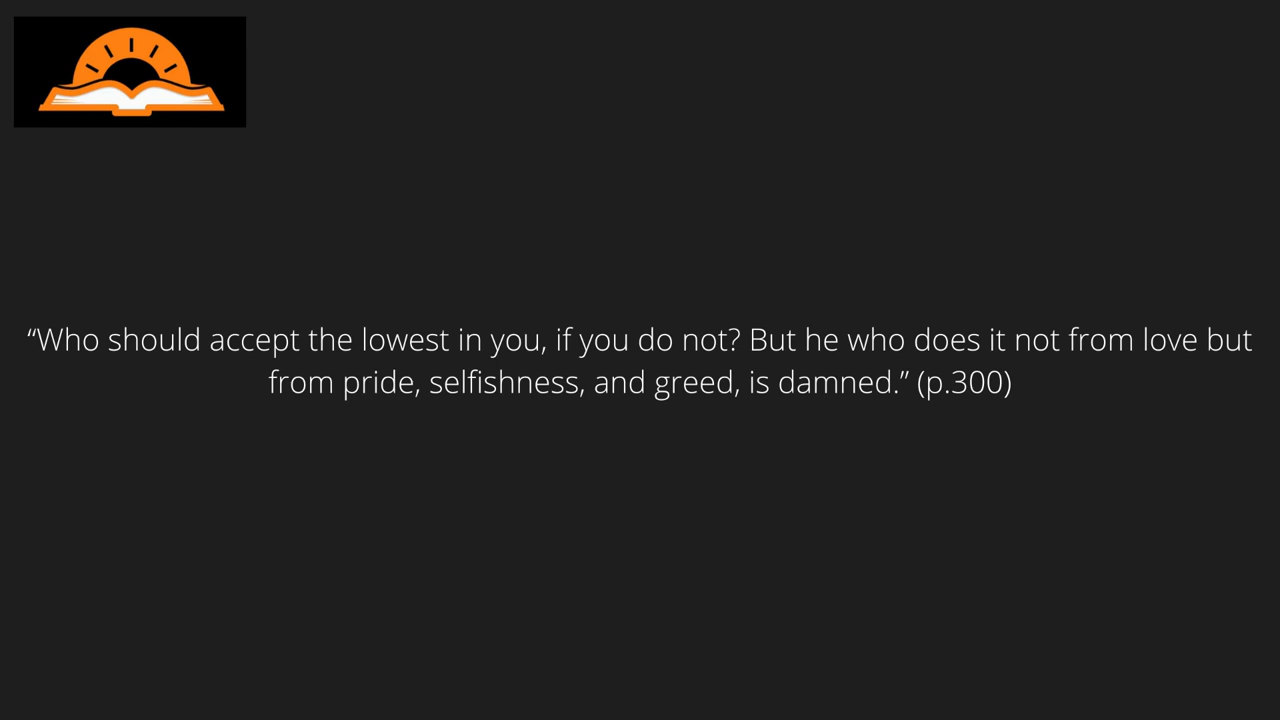 “Who should accept the lowest in you, if you do not? But he who does it not from love but
from pride, selfishness, and greed, is damned.” (p.300)